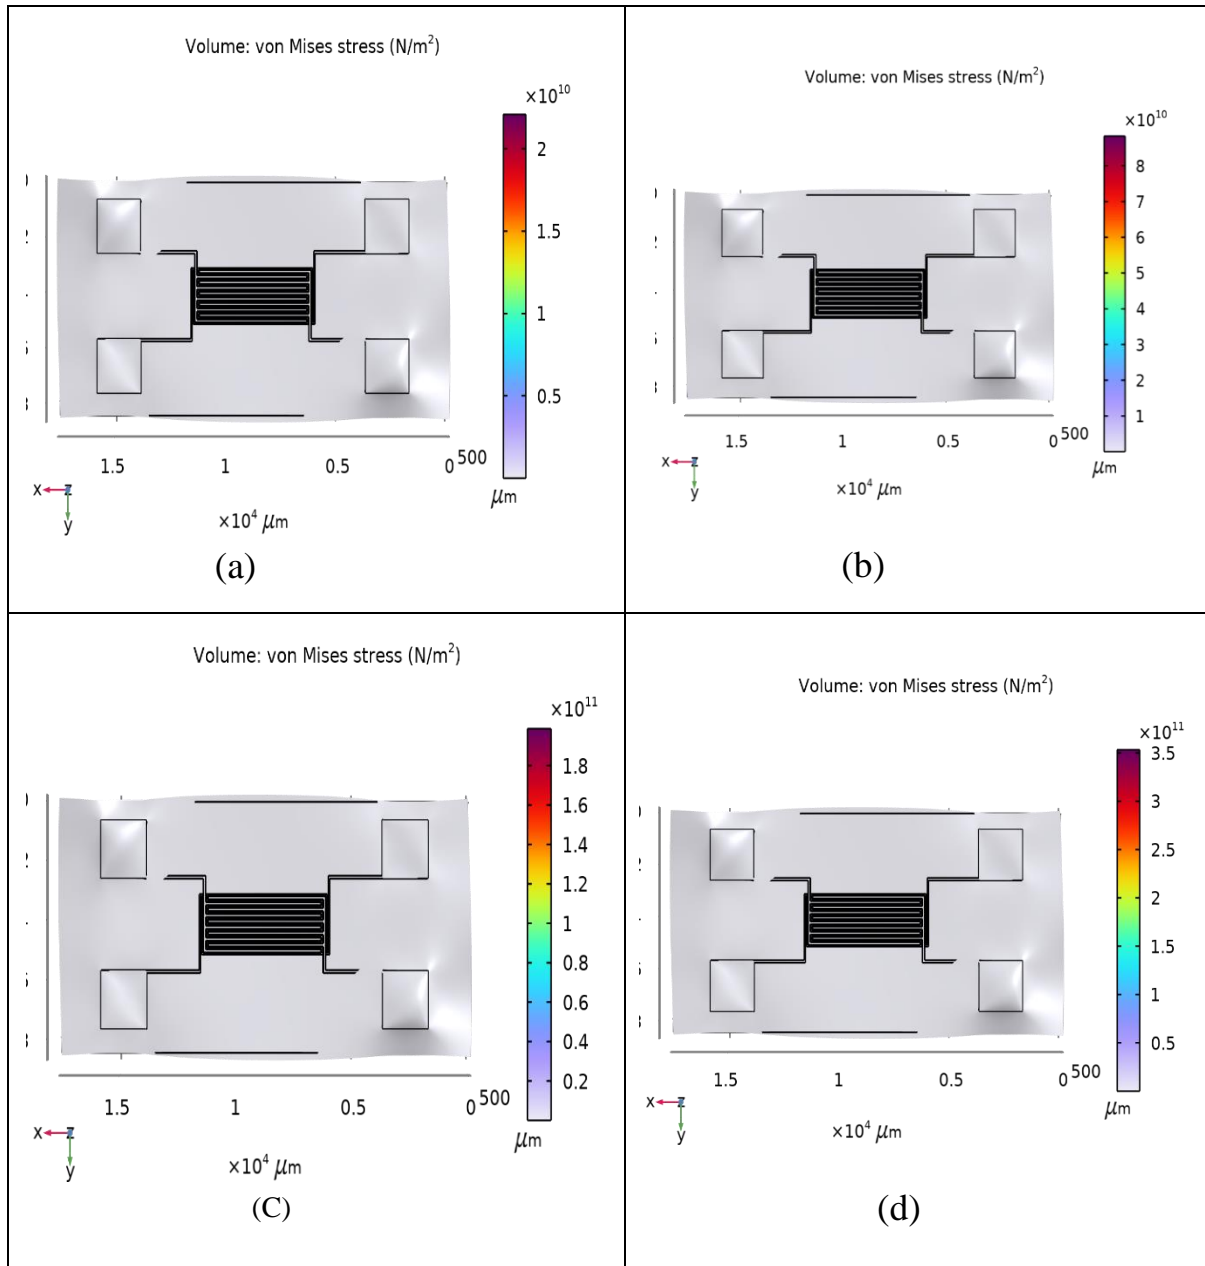 Volume: von Mises stress (N/m²)
×10¹⁰
2
1.5
1
0.5
1.5 1 0.5 0 500
μm
x z
y
×10⁴ μm
(a)
Volume: von Mises stress (N/m²)
×10¹⁰
8
7
6
5
4
3
2
1
1.5 1 0.5 0 500
μm
x z
y
×10⁴ μm
(b)
Volume: von Mises stress (N/m²)
×10¹¹
1.8
1.6
1.4
1.2
1
0.8
0.6
0.4
0.2
1.5 1 0.5 0 500
μm
x z
y
×10⁴ μm
(C)
Volume: von Mises stress (N/m²)
×10¹¹
3.5
3
2.5
2
1.5
1
0.5
1.5 1 0.5 0 500
μm
x z
y
×10⁴ μm
(d)